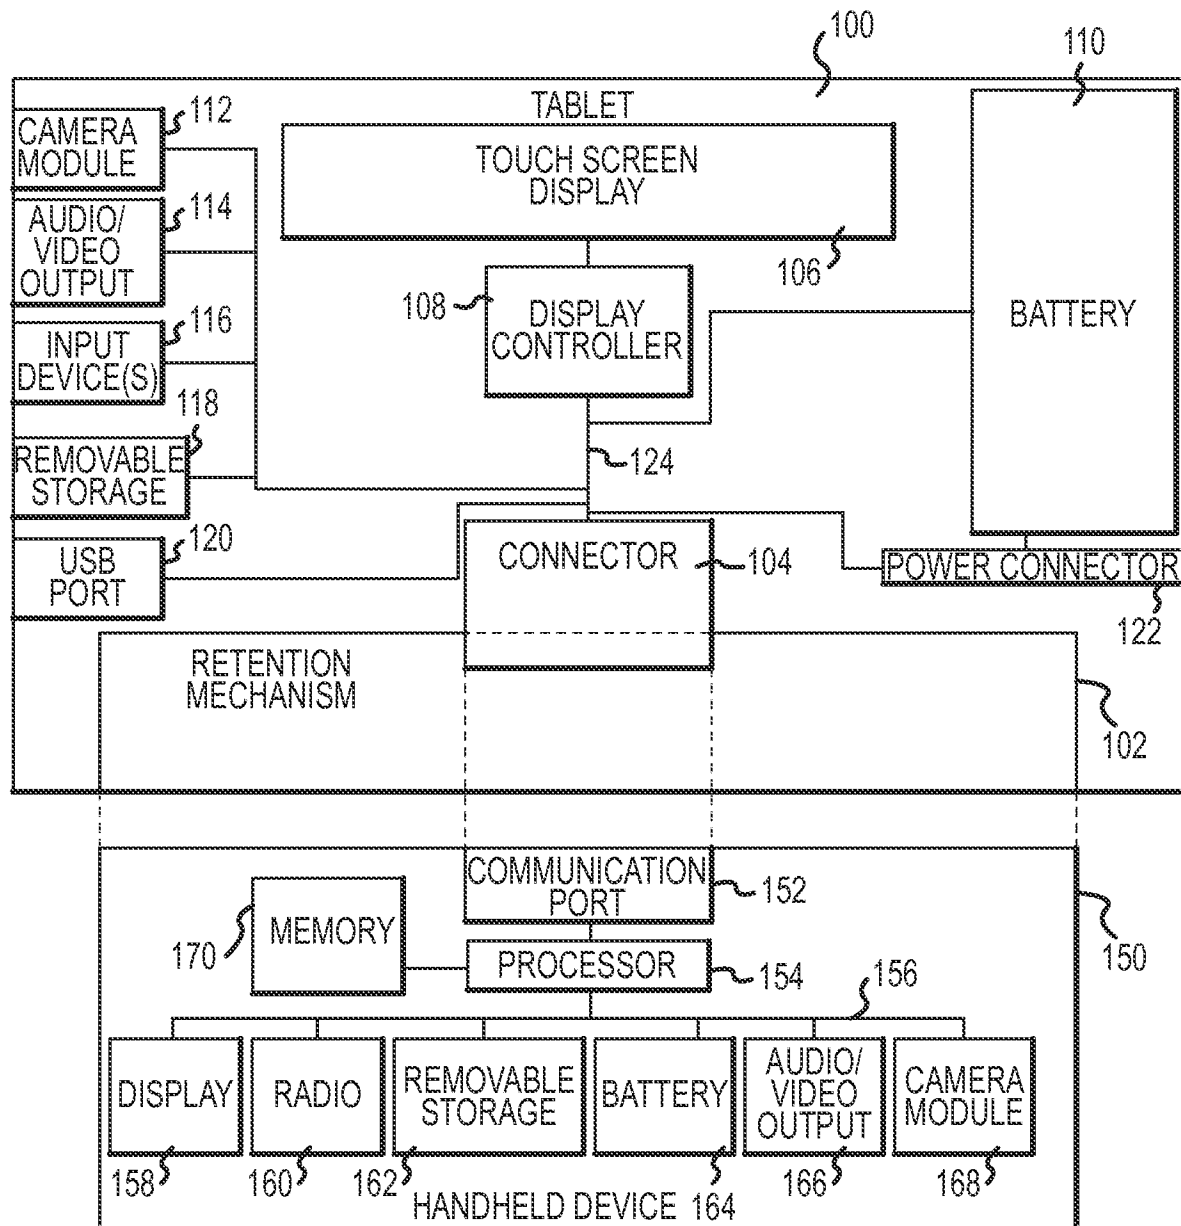 100
110
TABLET
112
CAMERA
MODULE
TOUCH SCREEN
DISPLAY
114
AUDIO/
VIDEO
OUTPUT
106
108
DISPLAY
CONTROLLER
BATTERY
116
INPUT
DEVICE(S)
118
REMOVABLE
STORAGE
124
120
USB
PORT
CONNECTOR
104
POWER CONNECTOR
122
RETENTION
MECHANISM
102
COMMUNICATION
PORT
152
MEMORY
170
PROCESSOR
154
150
156
DISPLAY
RADIO
REMOVABLE
STORAGE
BATTERY
AUDIO/
VIDEO
OUTPUT
CAMERA
MODULE
158
160
162
164
166
168
HANDHELD DEVICE